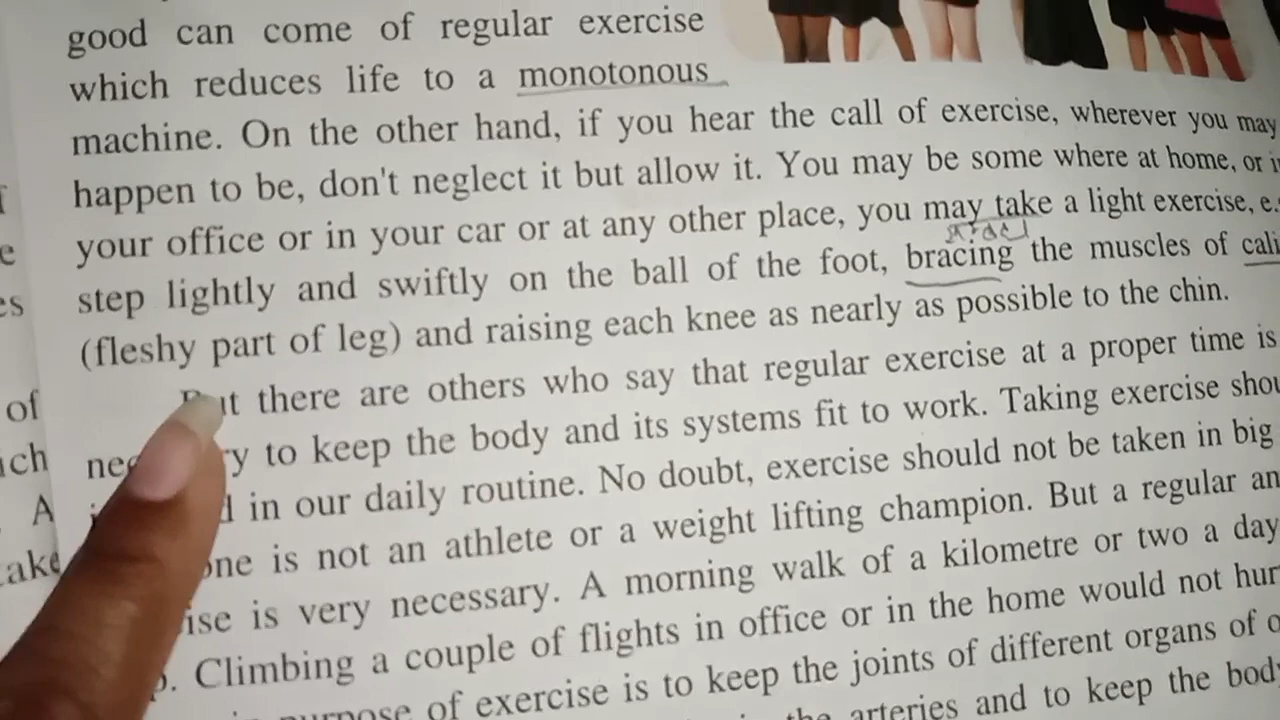 good can come of regular exercise
which reduces life to a monotonous
machine. On the other hand, if you hear the call of exercise, wherever you may
happen to be, don't neglect it but allow it. You may be some where at home, or
your office or in your car or at any other place, you may take a light exercise,
step lightly and swiftly on the ball of the foot, bracing the muscles of
(fleshy part of leg) and raising each knee as nearly as possible to the chin.
there are others who say that regular exercise at a proper time is
to keep the body and its systems fit to work. Taking exercise
in our daily routine. No doubt, exercise should not be taken in big
is not an athlete or a weight lifting champion. But a regular
is very necessary. A morning walk of a kilometre or two a day
Climbing a couple of flights in office or in the home would not
purpose of exercise is to keep the joints of different organs of
the arteries and to keep the
of
A